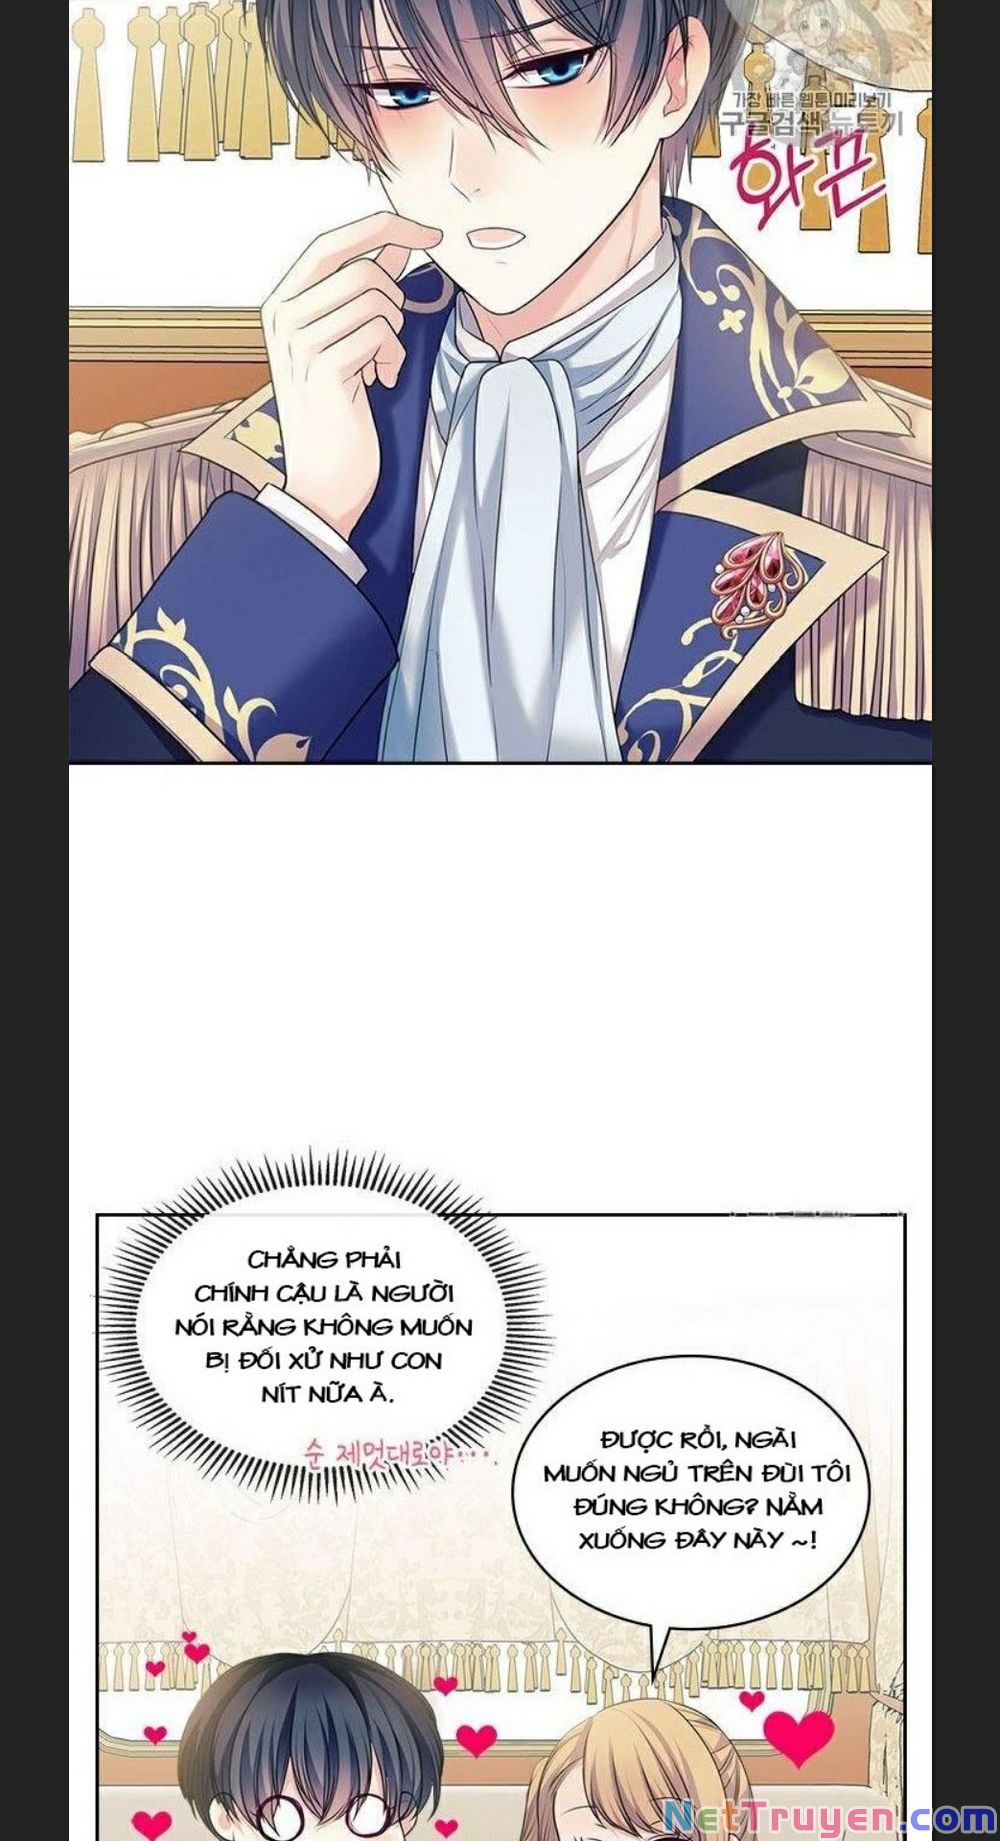 가장 빠른 웹툰 미리보기
구글검색 뉴토끼
화끈
CHẲNG PHẢI
CHÍNH CẬU LÀ NGƯỜI
NÓI RẰNG KHÔNG MUỐN
BỊ ĐỐI XỬ NHƯ CON
NÍT NỮA À.
순 제멋대로야....
ĐƯỢC RỒI, NGÀI
MUỐN NGỦ TRÊN ĐÙI TÔI
ĐÚNG KHÔNG? NẰM
XUỐNG ĐÂY NÀY ~!
NetTruyen.com